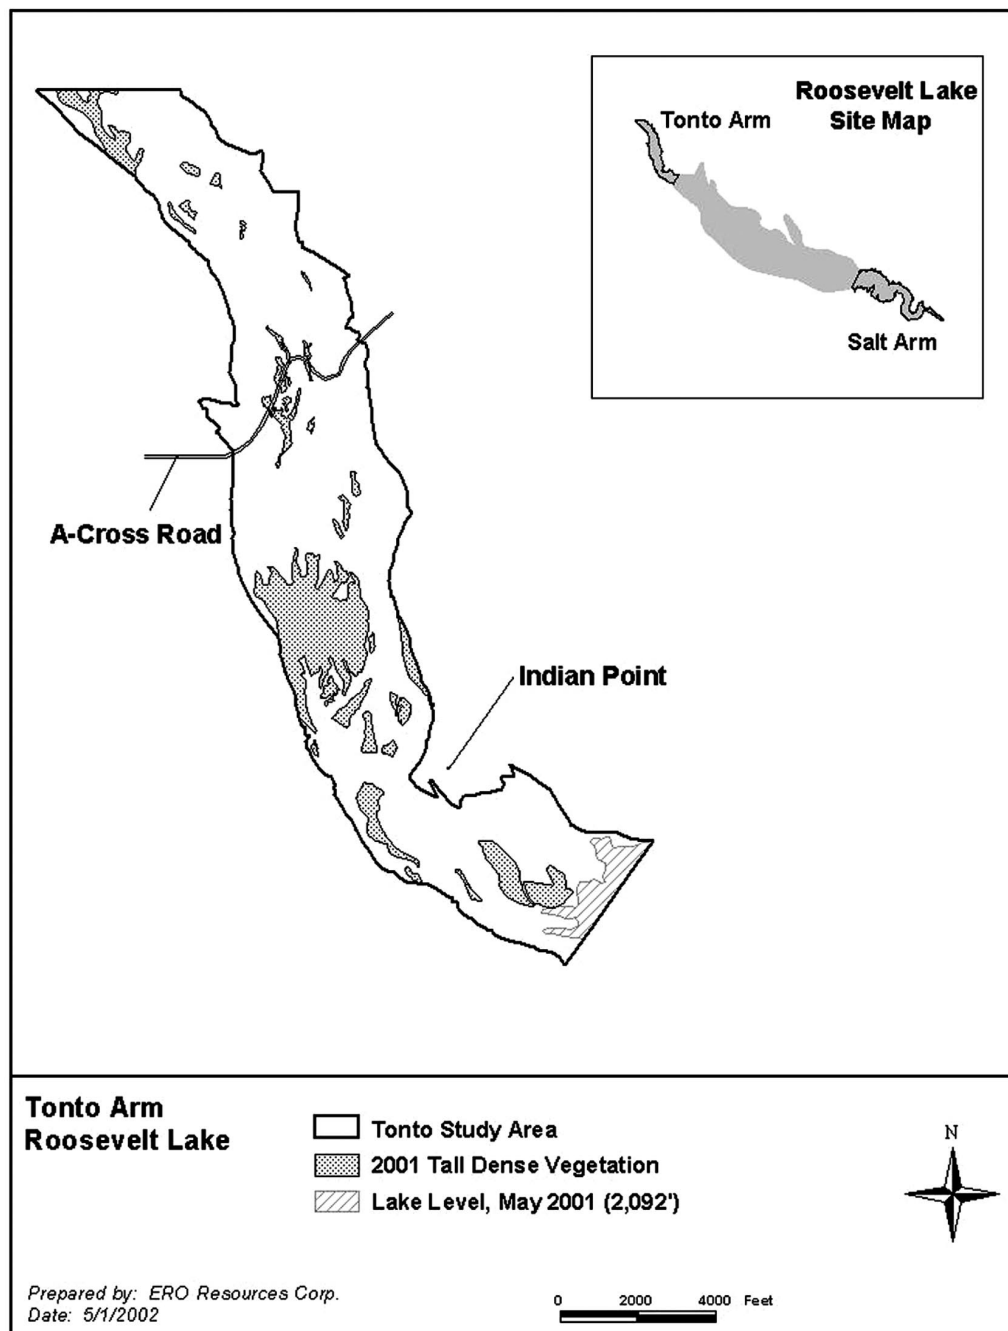 Roosevelt Lake
Site Map
Tonto Arm
Salt Arm
A-Cross Road
Indian Point
Tonto Arm
Roosevelt Lake
Tonto Study Area
2001 Tall Dense Vegetation
Lake Level, May 2001 (2,092')
N
Prepared by: ERO Resources Corp.
Date: 5/1/2002
0 2000 4000 Feet